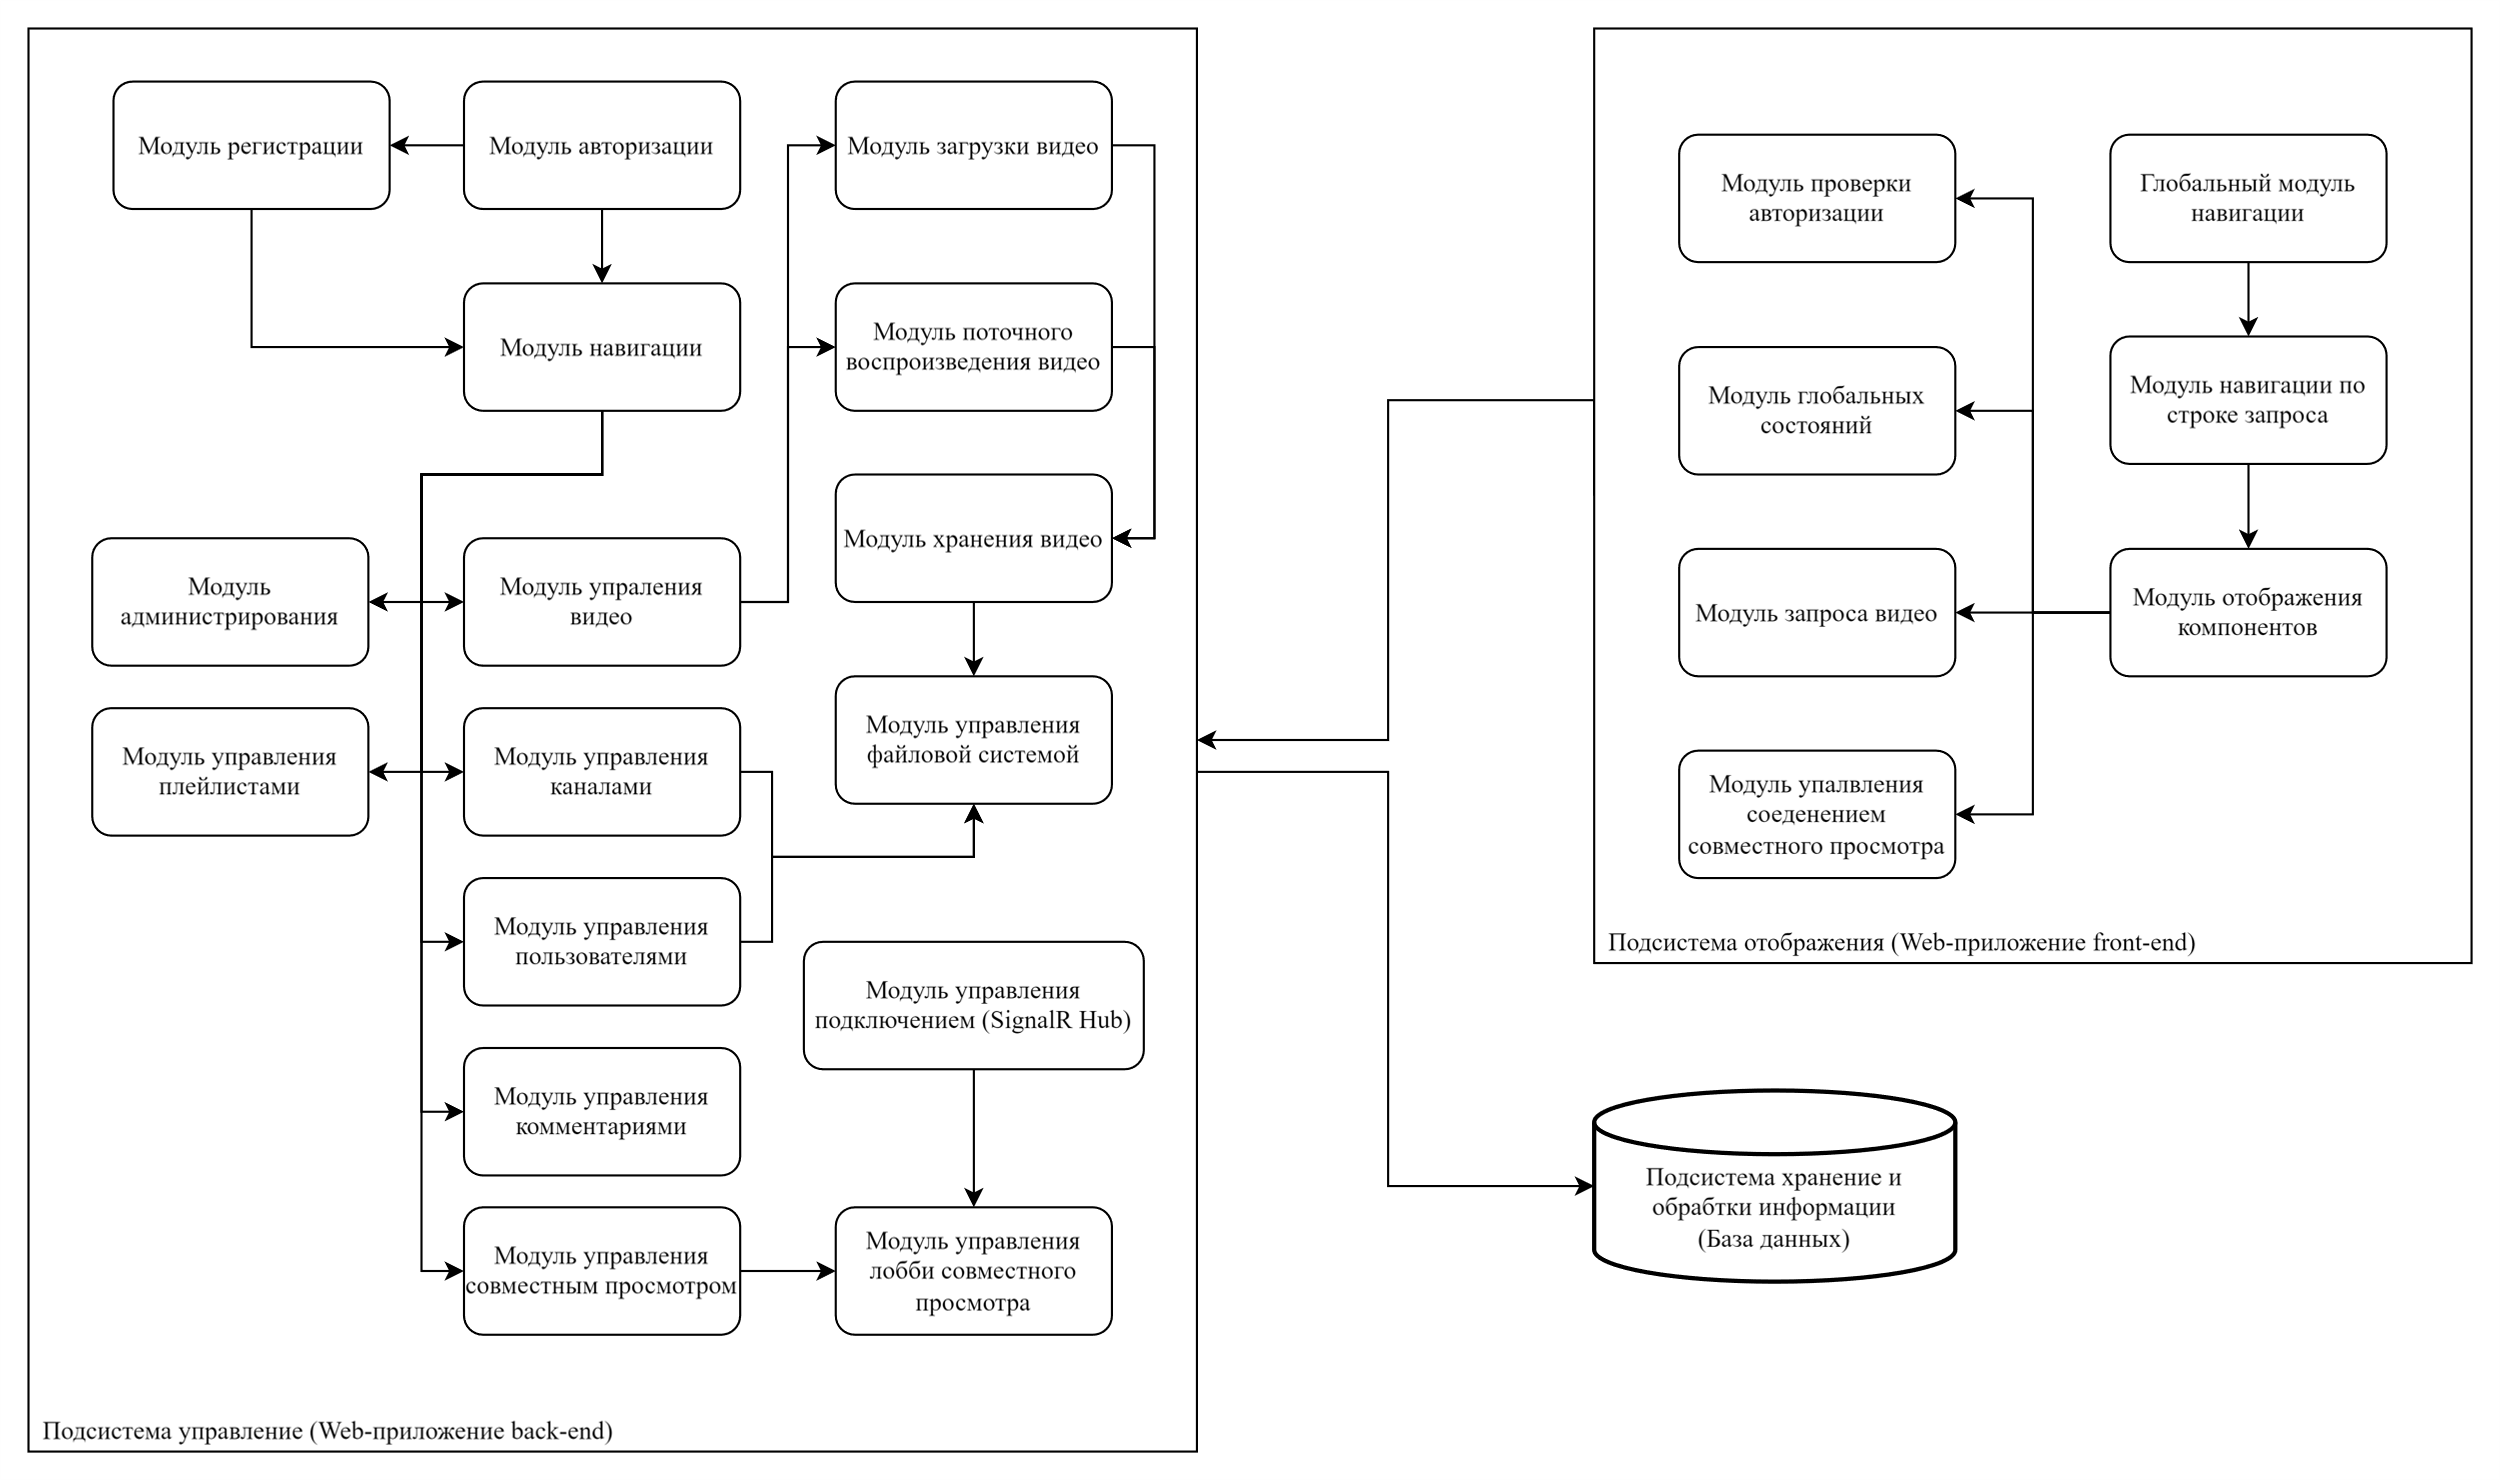 Модуль регистрации
Модуль авторизации
Модуль загрузки видео
Модуль навигации
Модуль поточного
воспроизведения видео
Модуль хранения видео
Модуль
администрирования
Модуль упраления
видео
Модуль управления
файловой системой
Модуль управления
плейлистами
Модуль управления
каналами
Модуль управления
пользователями
Модуль управления
подключением (SignalR Hub)
Модуль управления
комментариями
Модуль управления
совместным просмотром
Модуль управления
лобби совместного
просмотра
Подсистема управление (Web-приложение back-end)
Модуль проверки
авторизации
Глобальный модуль
навигации
Модуль глобальных
состояний
Модуль навигации по
строке запроса
Модуль запроса видео
Модуль отображения
компонентов
Модуль упалвления
соеденением
совместного просмотра
Подсистема отображения (Web-приложение front-end)
Подсистема хранение и
обрабтки информации
(База данных)